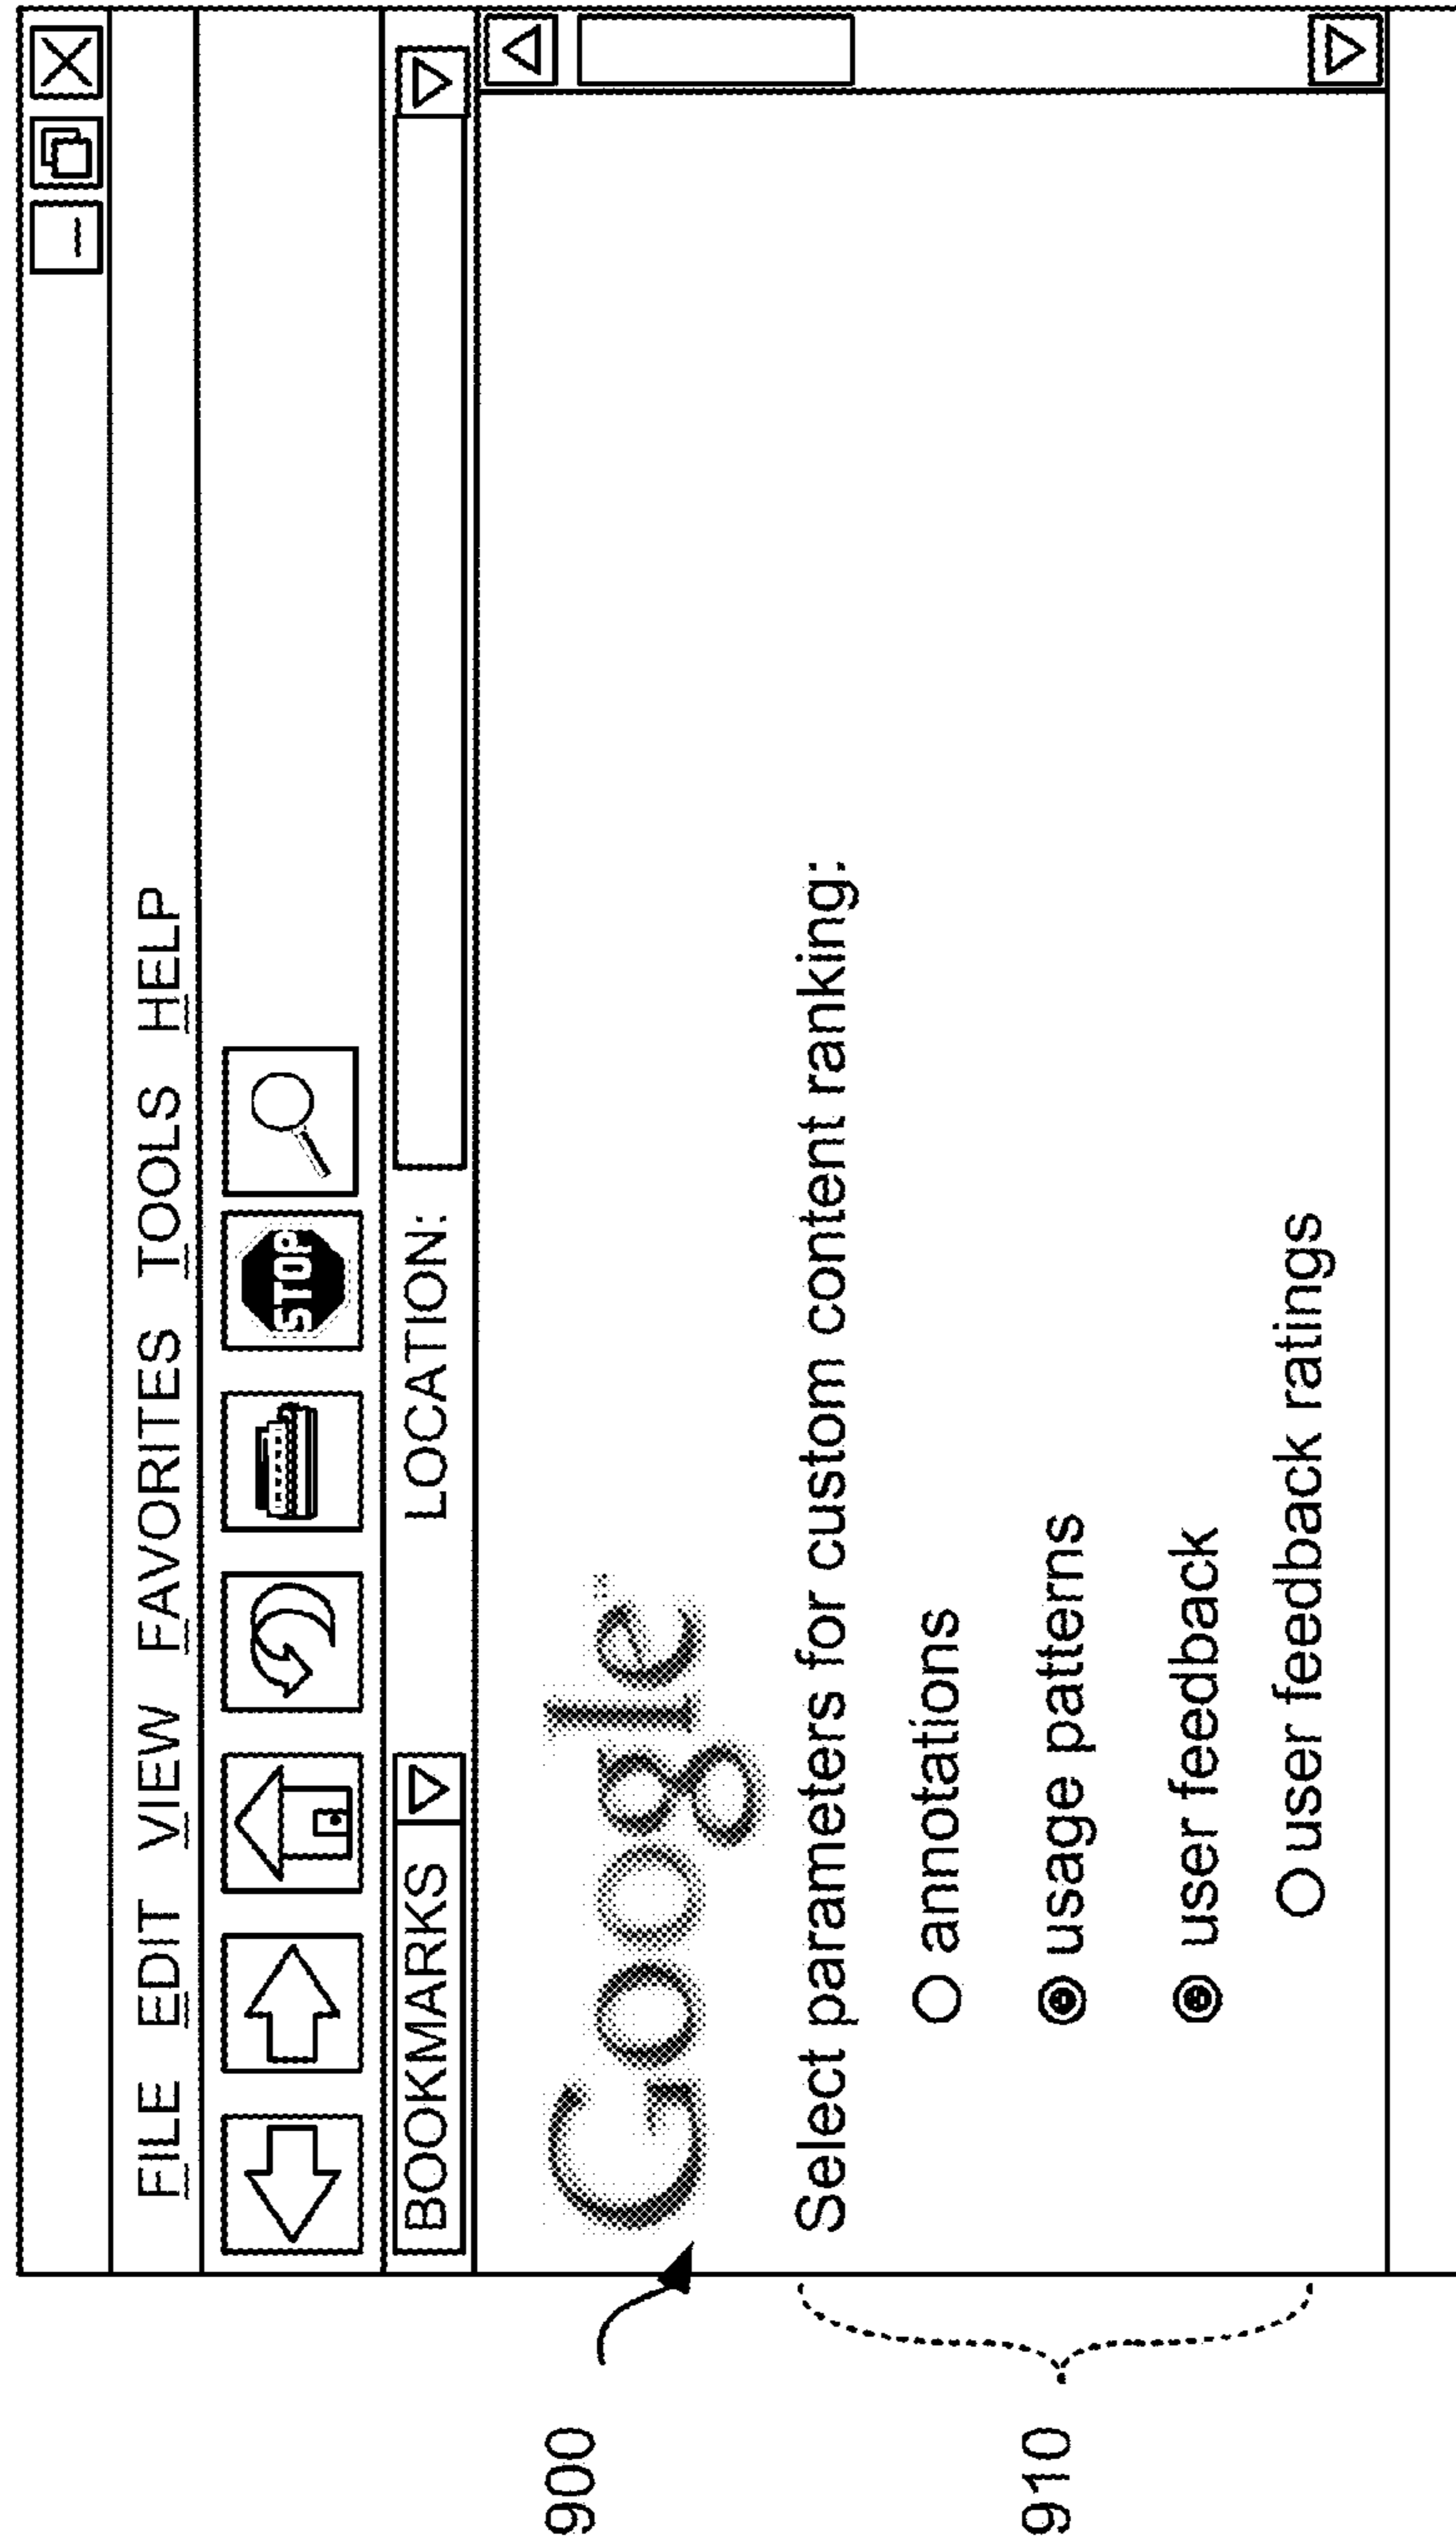 FILE EDIT VIEW FAVORITES TOOLS HELP
STOP
BOOKMARKS LOCATION:
900
Google
Select parameters for custom content ranking:
910
annotations
usage patterns
user feedback
user feedback ratings